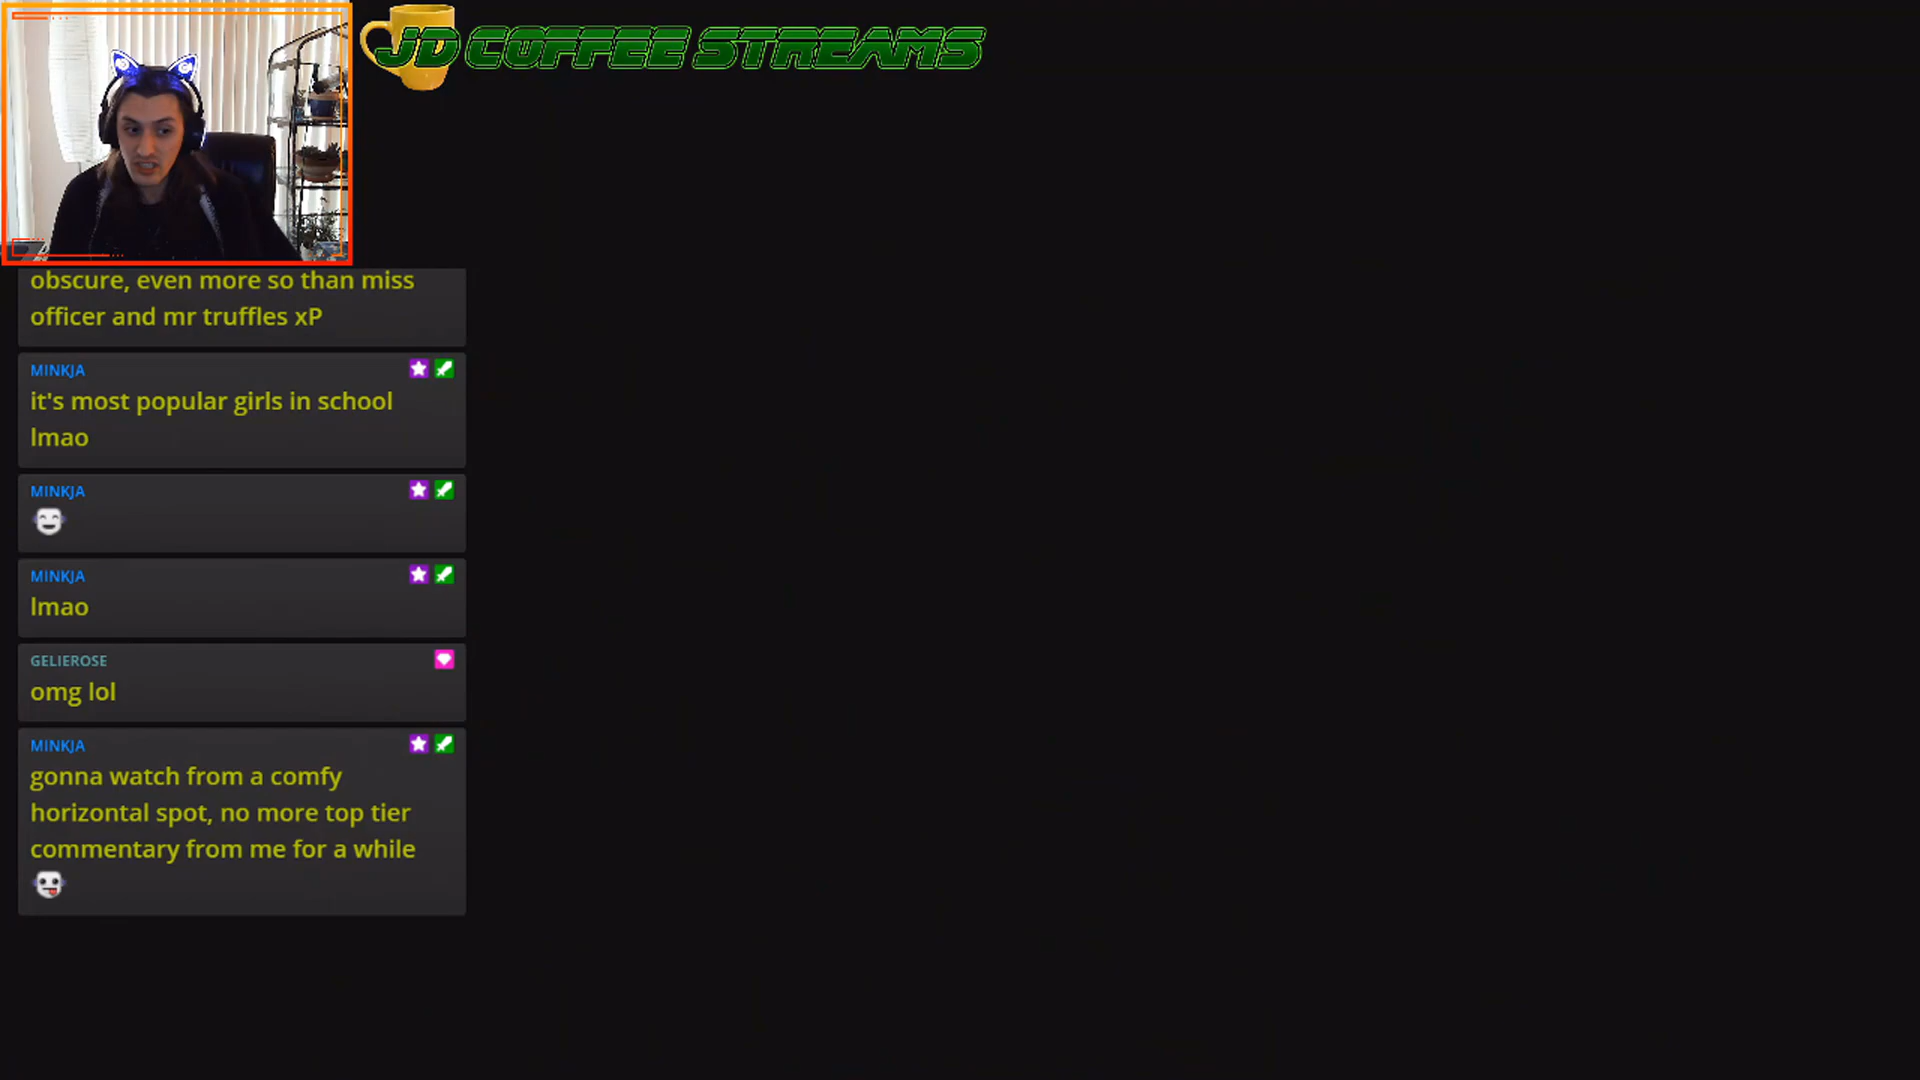 JD COFFEE STREAMS
obscure, even more so than miss
officer and mr truffles xP
MINKJA
it's most popular girls in school
lmao
MINKJA
MINKJA
lmao
GELIEROSE
omg lol
MINKJA
gonna watch from a comfy
horizontal spot, no more top tier
commentary from me for a while